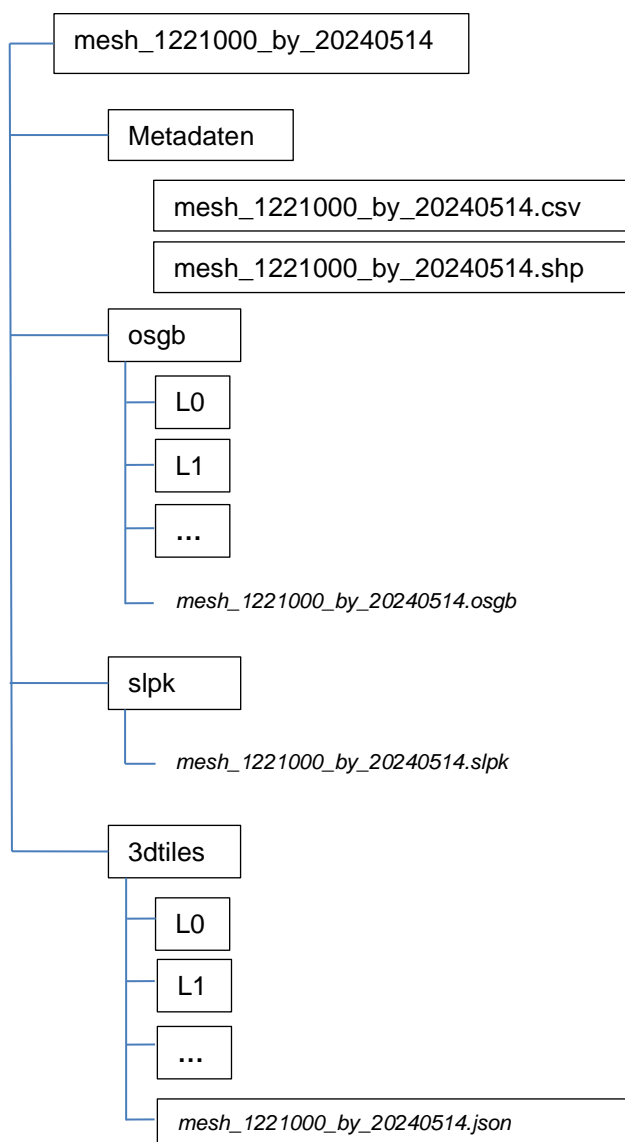 mesh_1221000_by_20240514
Metadaten
mesh_1221000_by_20240514.csv
mesh_1221000_by_20240514.shp
osgb
L0
L1
...
mesh_1221000_by_20240514.osgb
slpk
mesh_1221000_by_20240514.slpk
3dtiles
L0
L1
...
mesh_1221000_by_20240514.json